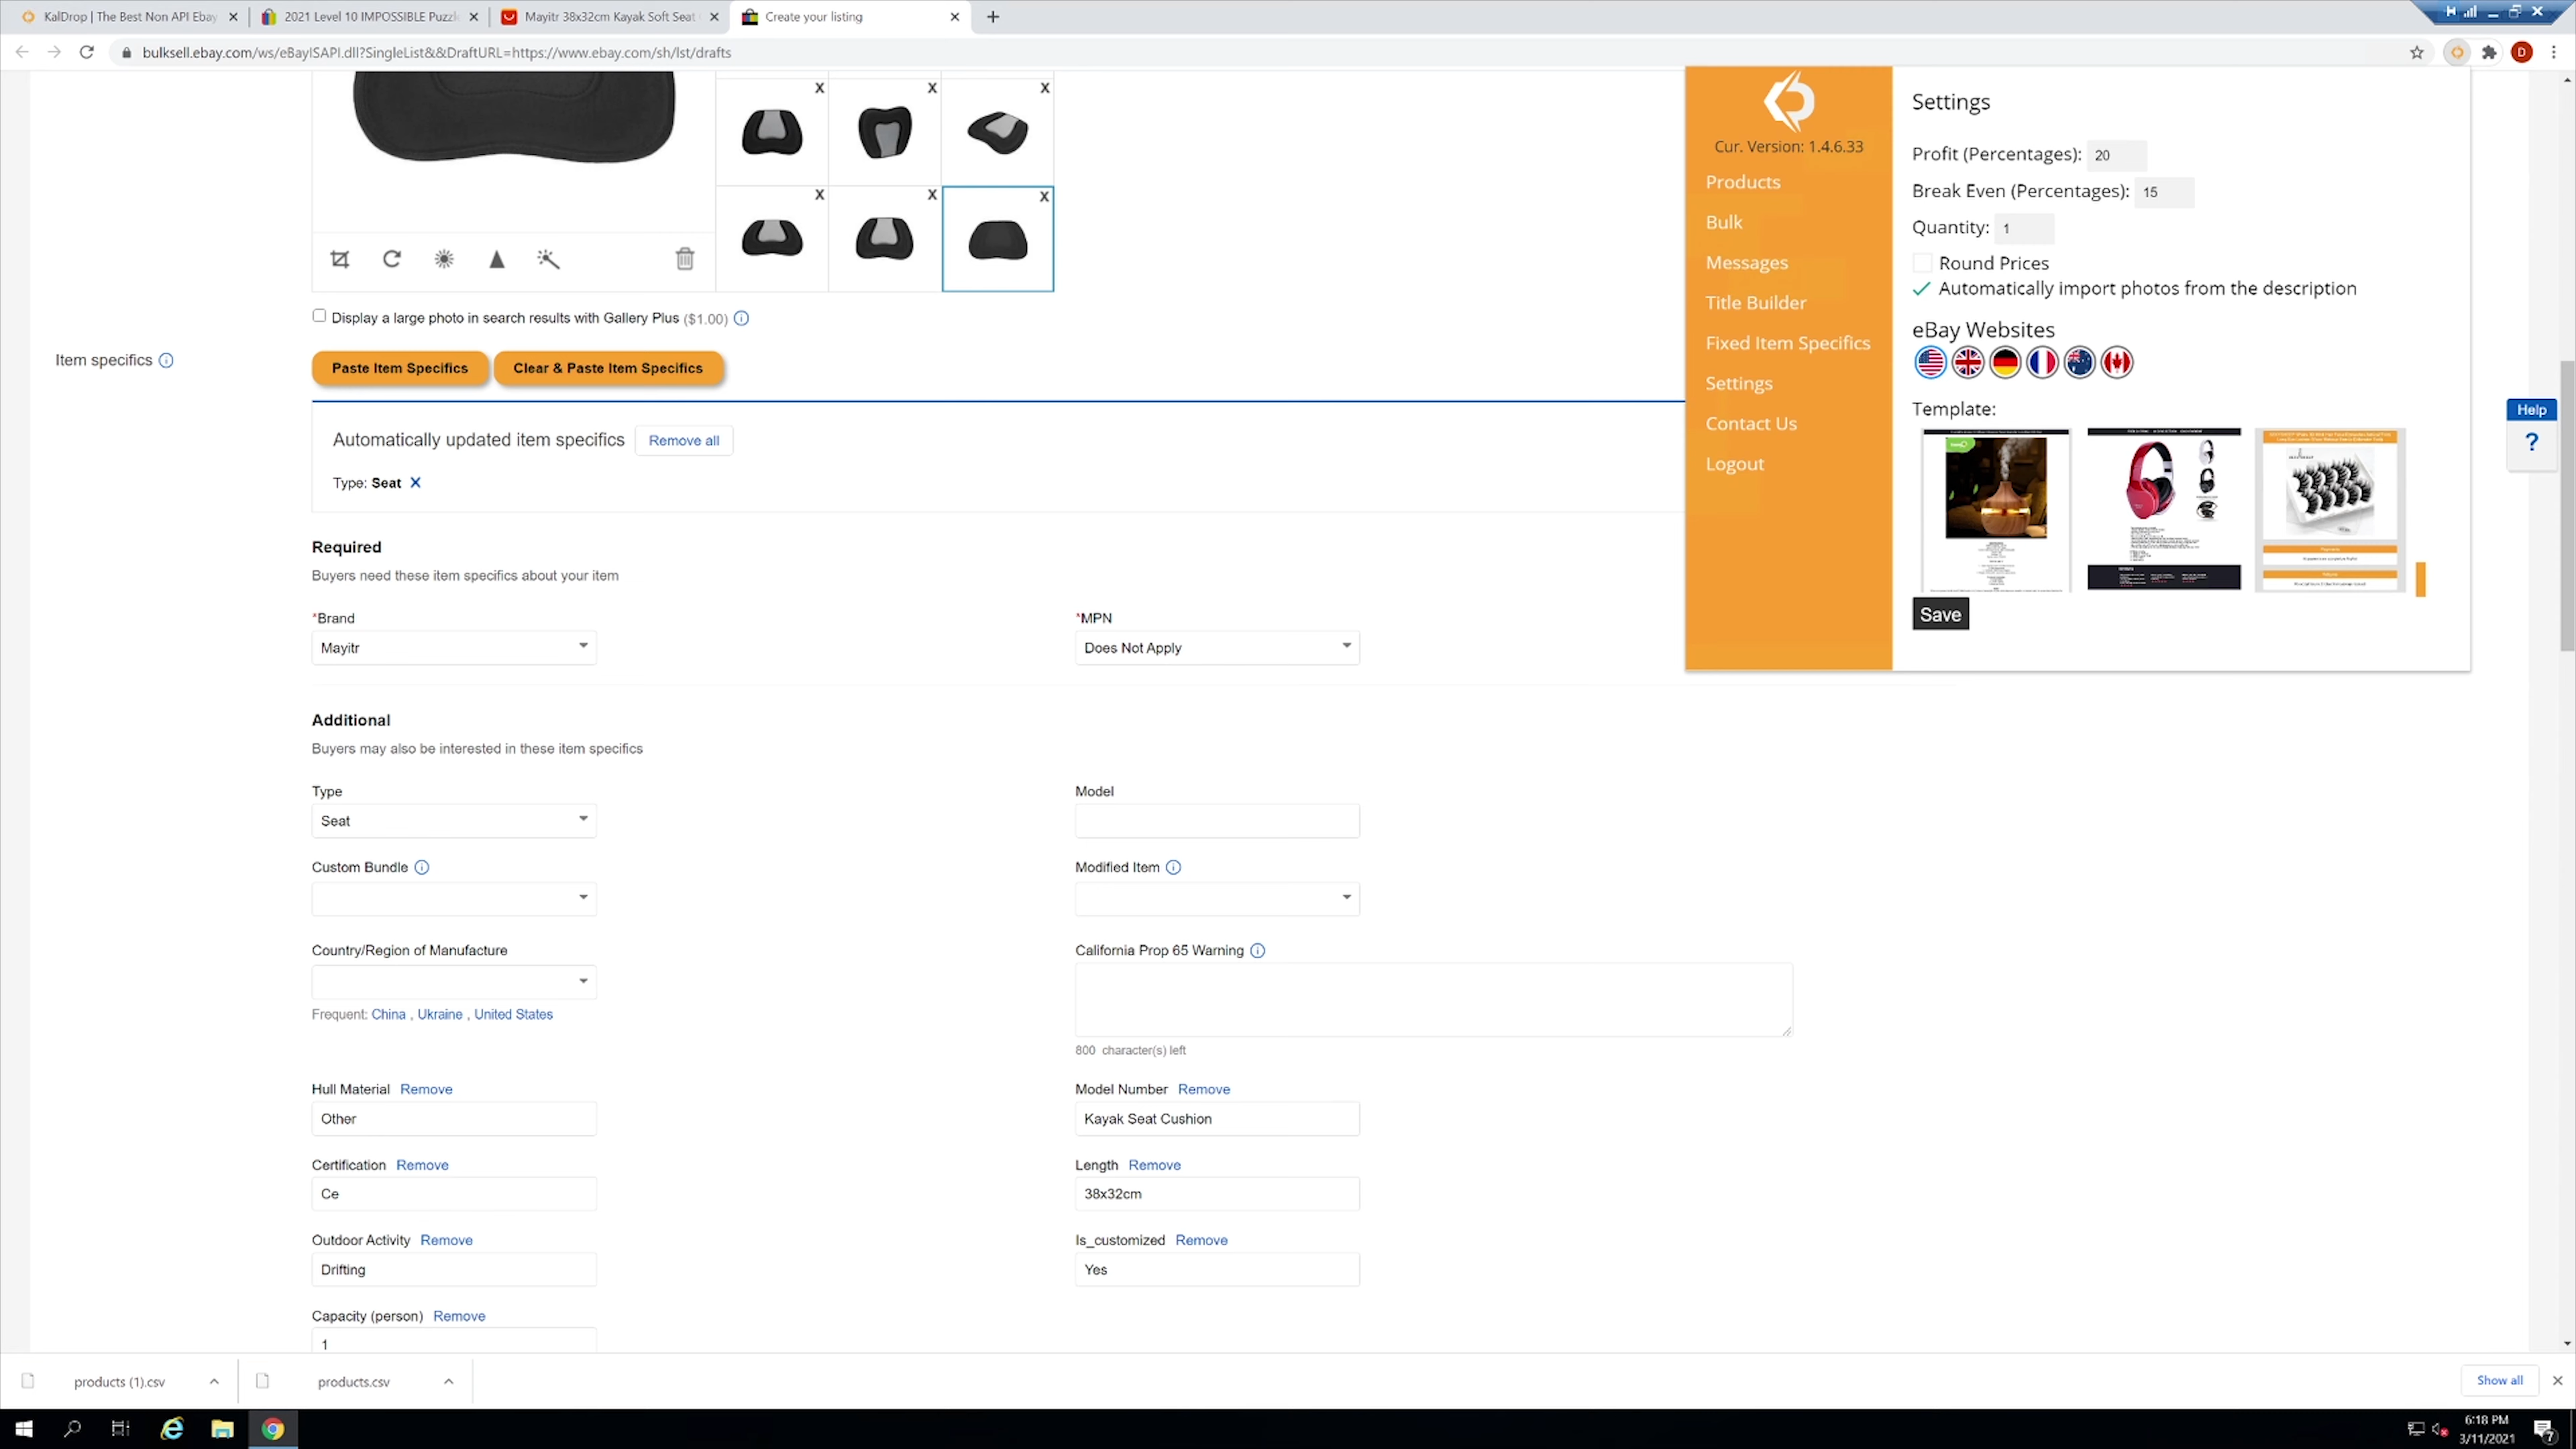 KalDrop | The Best Non API Ebay
2021 Level 10 IMPOSSIBLE Puzzl
Mayitr 38x32cm Kayak Soft Seat
Create your listing
bulksell.ebay.com/ws/eBayISAPI.dll?SingleList&&DraftURL=https://www.ebay.com/sh/lst/drafts
D
X X X
X X X
Display a large photo in search results with Gallery Plus ($1.00)
Item specifics
Paste Item Specifics
Clear & Paste Item Specifics
Automatically updated item specifics
Remove all
Type: Seat X
Required
Buyers need these item specifics about your item
*Brand
Mayitr
*MPN
Does Not Apply
Additional
Buyers may also be interested in these item specifics
Type
Seat
Model
Custom Bundle
Modified Item
Country/Region of Manufacture
Frequent: China , Ukraine , United States
California Prop 65 Warning
800 character(s) left
Hull Material Remove
Other
Model Number Remove
Kayak Seat Cushion
Certification Remove
Ce
Length Remove
38x32cm
Outdoor Activity Remove
Drifting
Is_customized Remove
Yes
Capacity (person) Remove
1
Cur. Version: 1.4.6.33
Products
Bulk
Messages
Title Builder
Fixed Item Specifics
Settings
Contact Us
Logout
Settings
Profit (Percentages): 20
Break Even (Percentages): 15
Quantity: 1
Round Prices
Automatically import photos from the description
eBay Websites
Template:
Save
Help
?
products (1).csv
products.csv
Show all
6:18 PM
3/11/2021
7